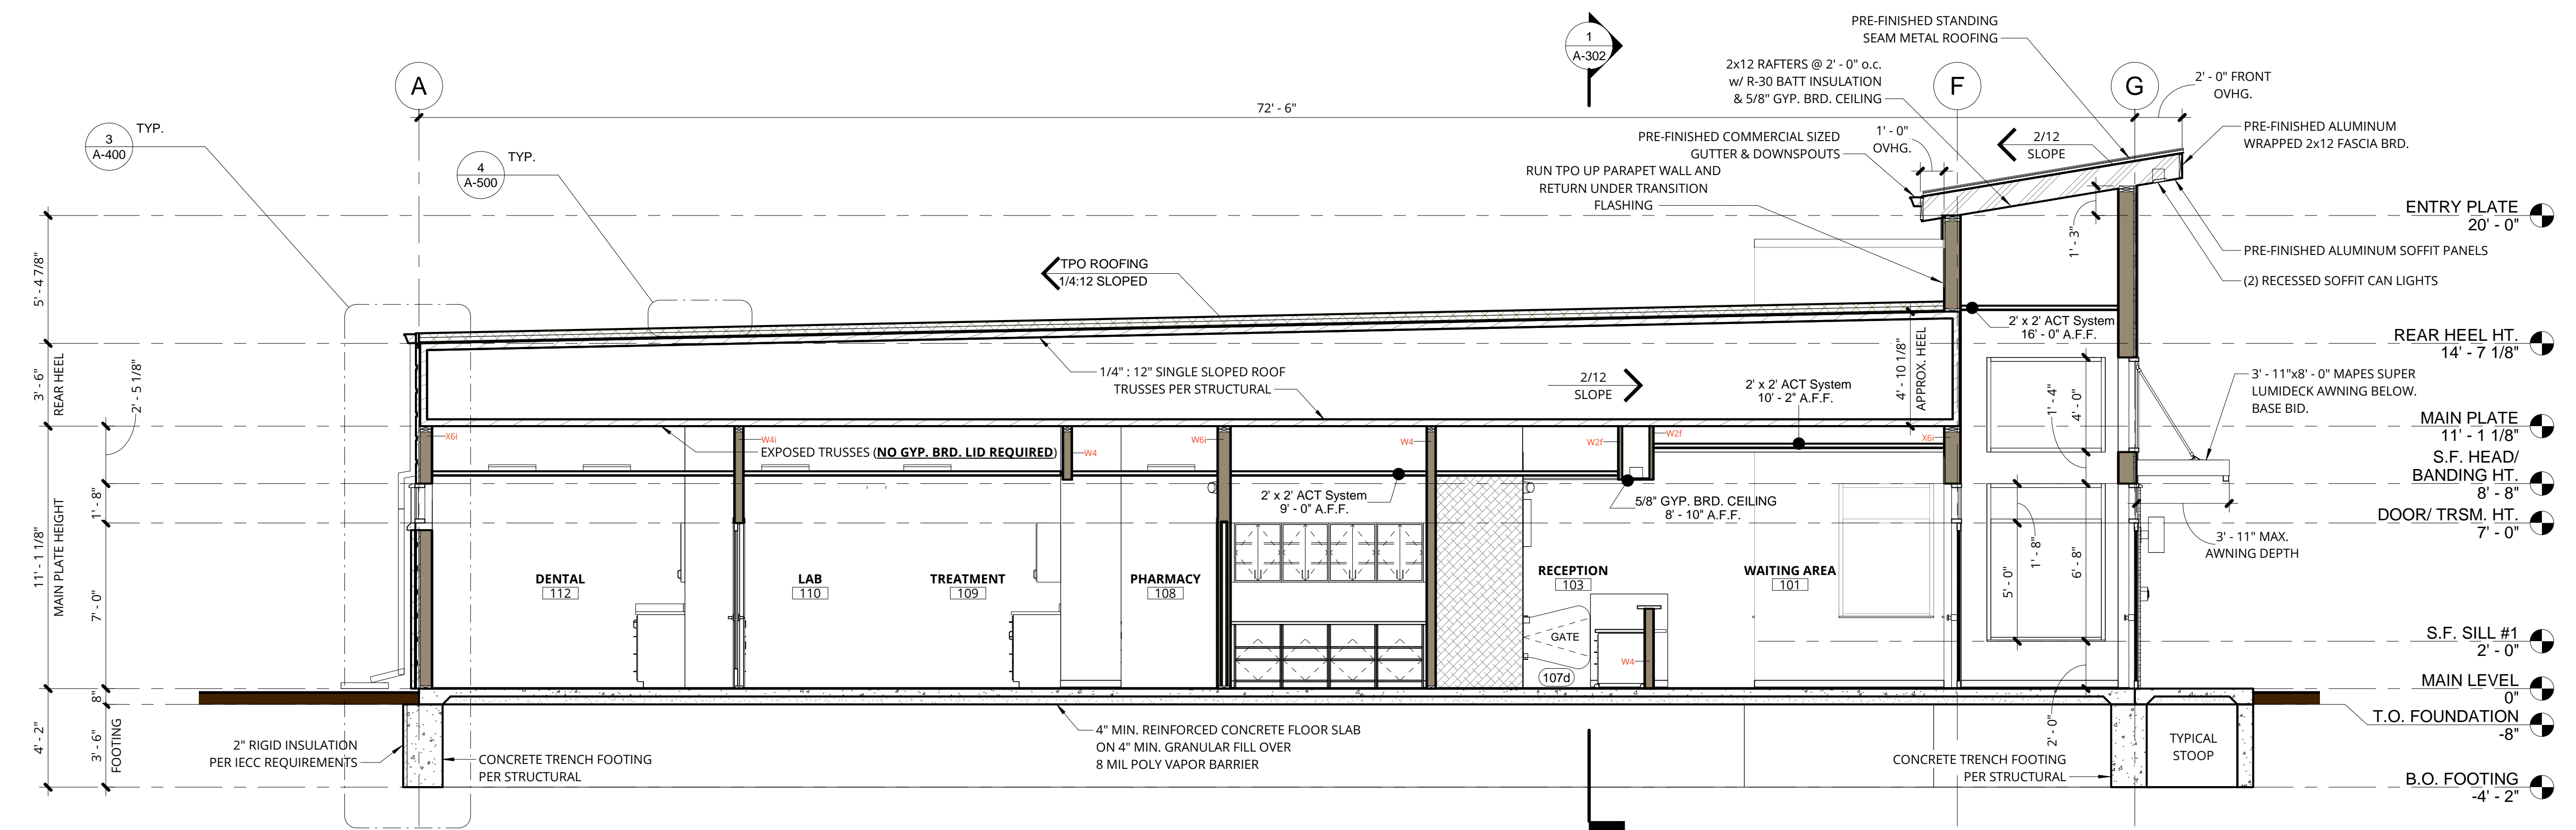 1
A-302
PRE-FINISHED STANDING
SEAM METAL ROOFING
2x12 RAFTERS @ 2' - 0" o.c.
w/ R-30 BATT INSULATION
& 5/8" GYP. BRD. CEILING
A
F
G
2' - 0" FRONT
OVHG.
72' - 6"
3
A-400
TYP.
4
A-500
TYP.
PRE-FINISHED COMMERCIAL SIZED
GUTTER & DOWNSPOUTS
1' - 0"
OVHG.
2/12
SLOPE
PRE-FINISHED ALUMINUM
WRAPPED 2x12 FASCIA BRD.
RUN TPO UP PARAPET WALL AND
RETURN UNDER TRANSITION
FLASHING
ENTRY PLATE
20' - 0"
1' - 3"
PRE-FINISHED ALUMINUM SOFFIT PANELS
(2) RECESSED SOFFIT CAN LIGHTS
5' - 4 7/8"
TPO ROOFING
1/4:12 SLOPED
2' x 2' ACT System
16' - 0" A.F.F.
REAR HEEL HT.
14' - 7 1/8"
3' - 6"
REAR HEEL
2' - 5 1/8"
1/4" : 12" SINGLE SLOPED ROOF
TRUSSES PER STRUCTURAL
2/12
SLOPE
2' x 2' ACT System
10' - 2" A.F.F.
4' - 10 1/8"
APPROX. HEEL
1' - 4"
4' - 0"
3' - 11"x8' - 0" MAPES SUPER
LUMIDECK AWNING BELOW.
BASE BID.
MAIN PLATE
11' - 1 1/8"
X6i
W4i
EXPOSED TRUSSES (NO GYP. BRD. LID REQUIRED)
W4
W6i
W4
W2f
W2f
X6i
S.F. HEAD/
BANDING HT.
8' - 8"
2' x 2' ACT System
9' - 0" A.F.F.
5/8" GYP. BRD. CEILING
8' - 10" A.F.F.
DOOR/ TRSM. HT.
7' - 0"
3' - 11" MAX.
AWNING DEPTH
11' - 1 1/8"
MAIN PLATE HEIGHT
1' - 8"
7' - 0"
DENTAL
112
LAB
110
TREATMENT
109
PHARMACY
108
RECEPTION
103
WAITING AREA
101
5' - 0"
1' - 8"
6' - 8"
GATE
W4
107d
S.F. SILL #1
2' - 0"
MAIN LEVEL
0"
T.O. FOUNDATION
-8"
8"
4' - 2"
3' - 6"
FOOTING
2" RIGID INSULATION
PER IECC REQUIREMENTS
CONCRETE TRENCH FOOTING
PER STRUCTURAL
4" MIN. REINFORCED CONCRETE FLOOR SLAB
ON 4" MIN. GRANULAR FILL OVER
8 MIL POLY VAPOR BARRIER
2' - 0"
CONCRETE TRENCH FOOTING
PER STRUCTURAL
TYPICAL
STOOP
B.O. FOOTING
-4' - 2"